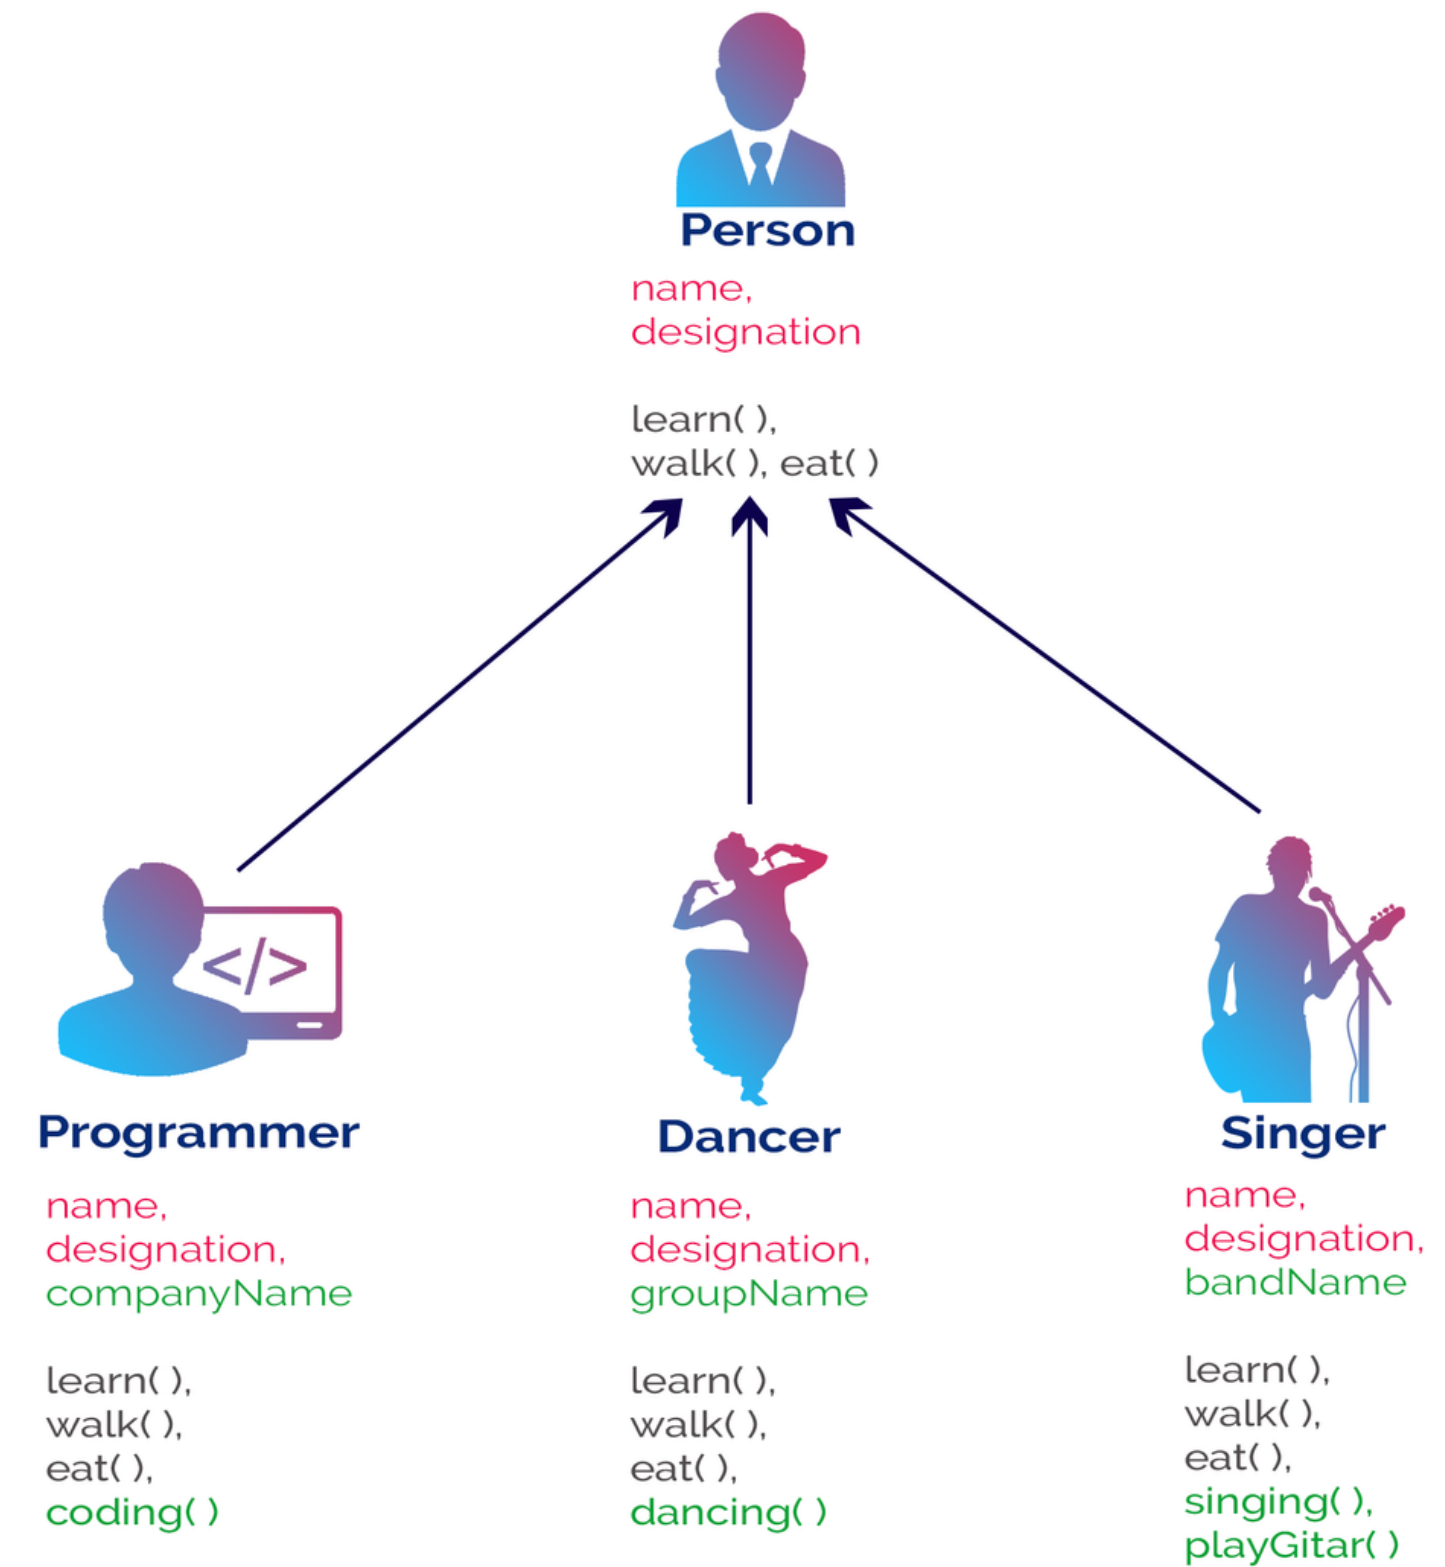 Person
name,
designation
learn( ),
walk( ), eat( )
</>
Programmer
name,
designation,
companyName
learn( ),
walk( ),
eat( ),
coding( )
Dancer
name,
designation,
groupName
learn( ),
walk( ),
eat( ),
dancing( )
Singer
name,
designation,
bandName
learn( ),
walk( ),
eat( ),
singing( ),
playGitar( )